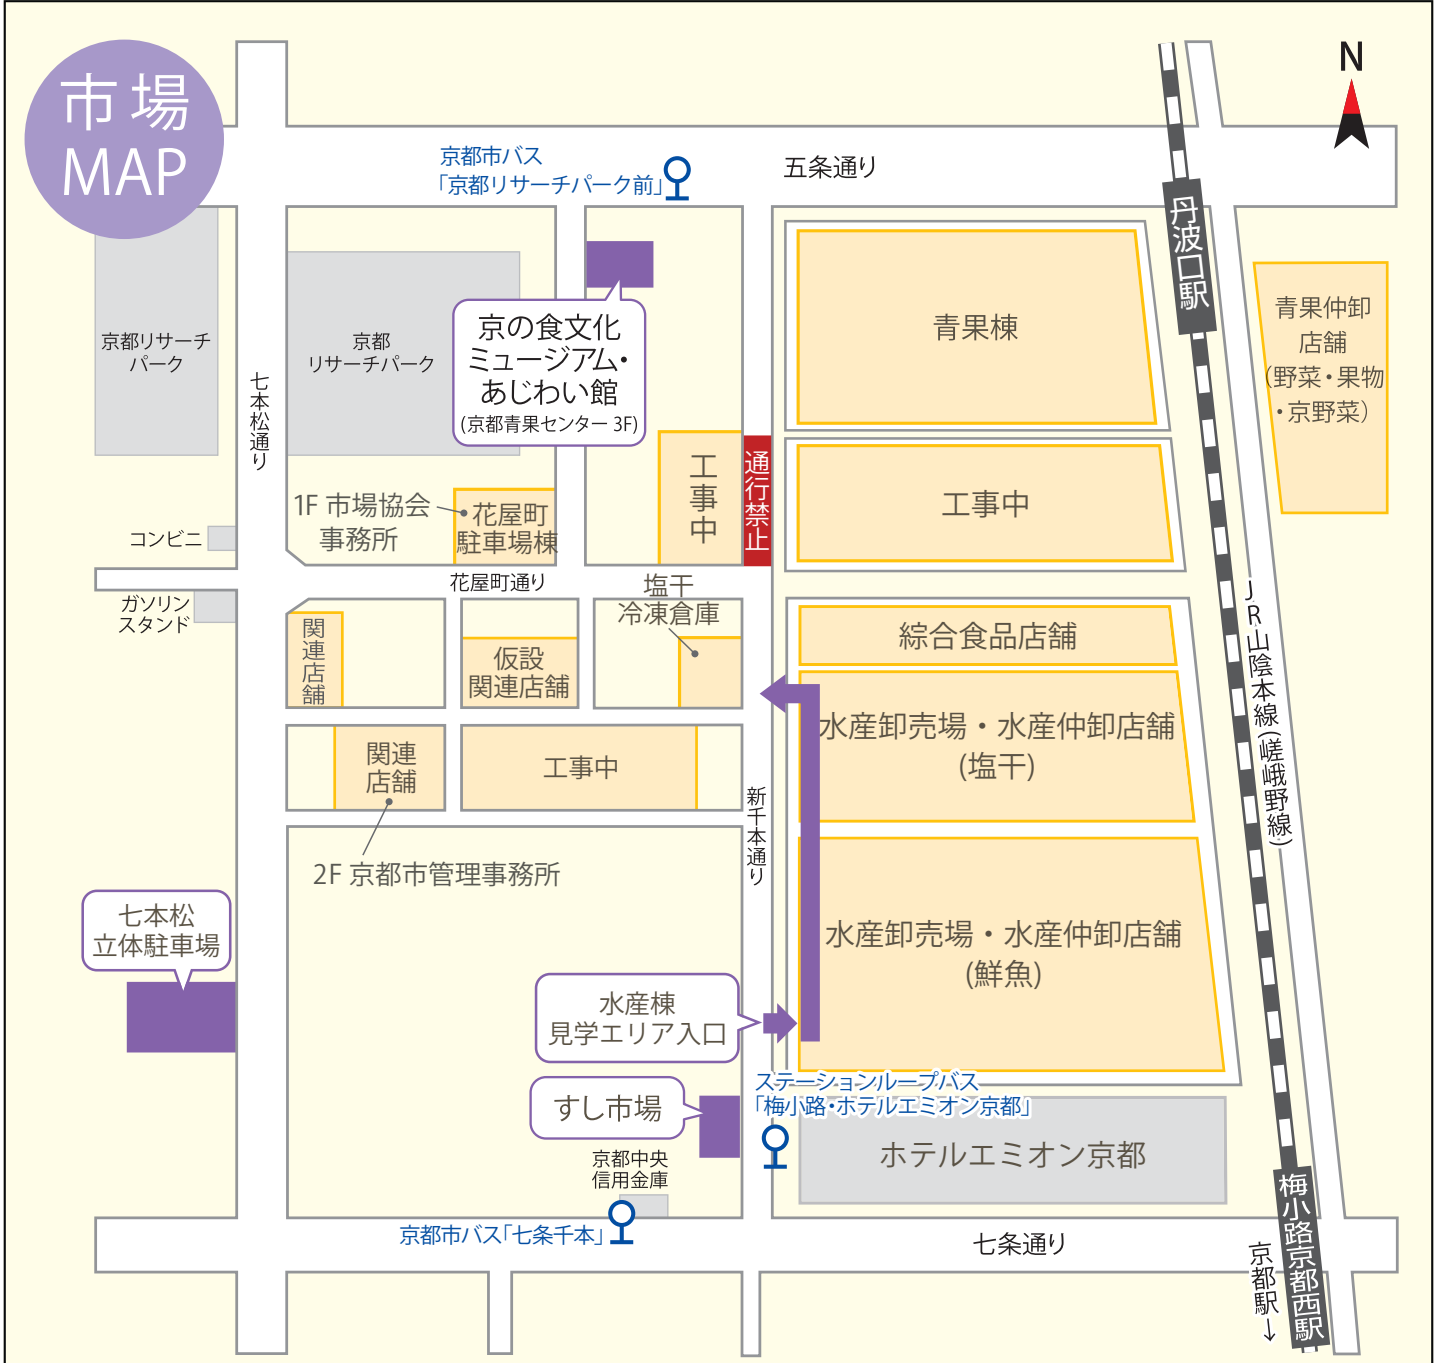 市場
MAP
N
京都市バス
「京都リサーチパーク前」
五条通り
丹波口駅
京都リサーチ
パーク
京都
リサーチパーク
七本松通り
京の食文化
ミュージアム・
あじわい館
(京都青果センター 3F)
青果棟
青果仲卸
店舗
(野菜・果物
・京野菜)
工事中
通行禁止
工事中
1F 市場協会
事務所
花屋町
駐車場棟
コンビニ
花屋町通り
塩干
冷凍倉庫
ガソリン
スタンド
関連店舗
仮設
関連店舗
綜合食品店舗
JR山陰本線(嵯峨野線)
水産卸売場・水産仲卸店舗
(塩干)
関連
店舗
工事中
新千本通り
2F 京都市管理事務所
七本松
立体駐車場
水産卸売場・水産仲卸店舗
(鮮魚)
水産棟
見学エリア入口
ステーションループバス
「梅小路・ホテルエミオン京都」
すし市場
ホテルエミオン京都
京都中央
信用金庫
京都市バス「七条千本」
七条通り
梅小路京都西駅
京都駅→